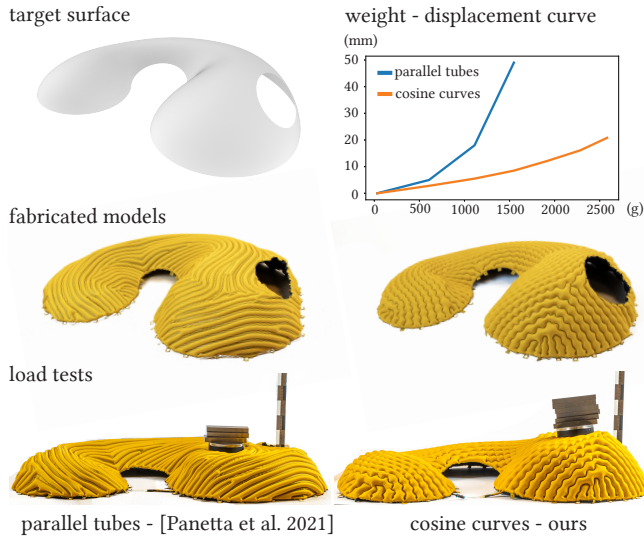 target surface
weight - displacement curve
(mm)
50
40
30
20
10
0
parallel tubes
cosine curves
0 500 1000 1500 2000 2500 (g)
fabricated models
load tests
parallel tubes - [Panetta et al. 2021]
cosine curves - ours